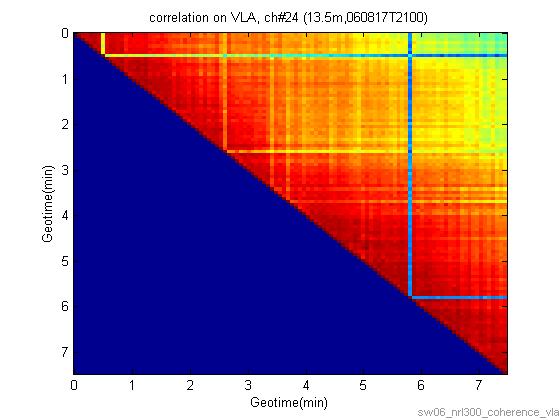 correlation on VLA, ch#24 (13.5m,060817T2100)
0
1
2
3
4
5
6
7
Geotime(min)
0 1 2 3 4 5 6 7
Geotime(min)
sw06_nrl300_coherence_vla